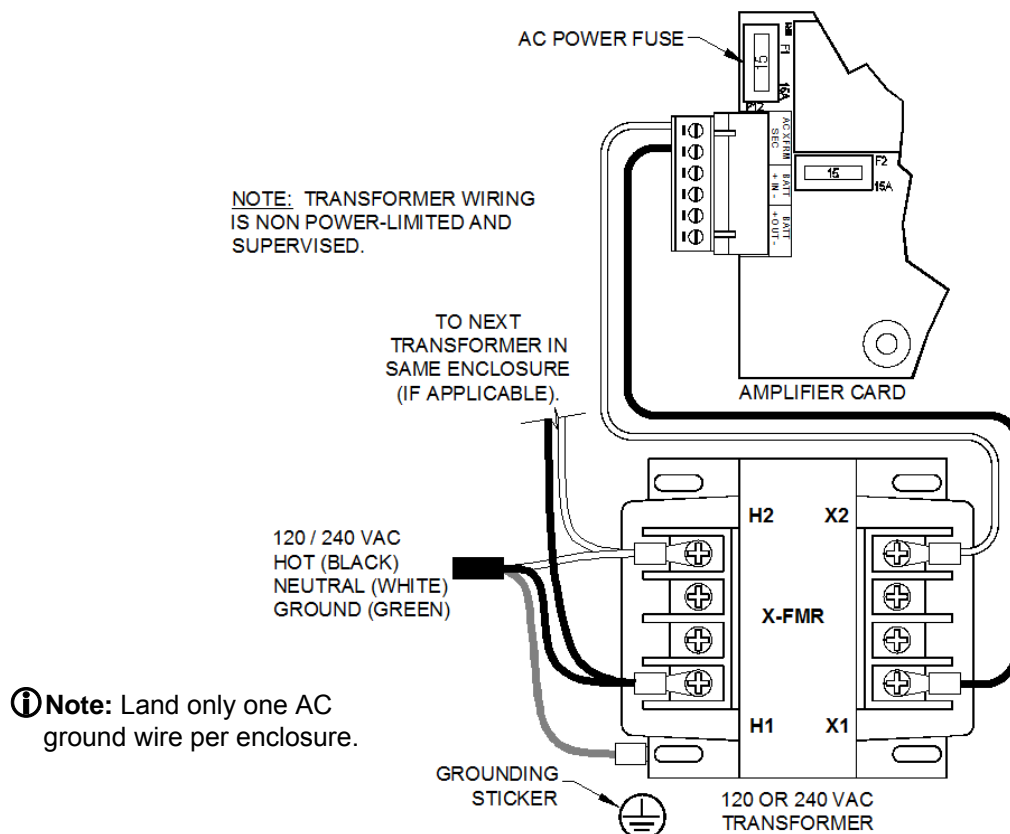 AC POWER FUSE
15
F1
15A
P12
AC XFRM
SEC
BATT
+ IN -
BATT
+ OUT -
F2
15
15A
NOTE: TRANSFORMER WIRING
IS NON POWER-LIMITED AND
SUPERVISED.
TO NEXT
TRANSFORMER IN
SAME ENCLOSURE
(IF APPLICABLE).
AMPLIFIER CARD
H2
X2
120 / 240 VAC
HOT (BLACK)
NEUTRAL (WHITE)
GROUND (GREEN)
X-FMR
Note: Land only one AC
ground wire per enclosure.
H1
X1
GROUNDING
STICKER
120 OR 240 VAC
TRANSFORMER